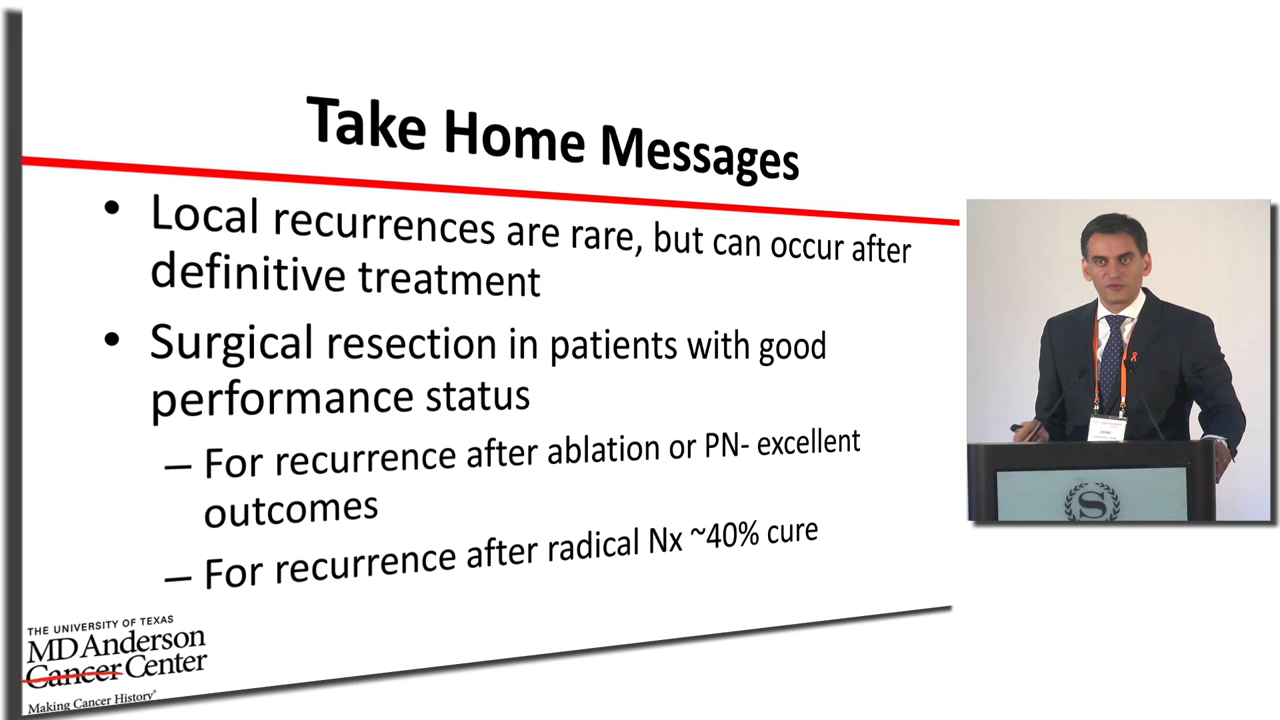 Take Home Messages
• Local recurrences are rare, but can occur after
definitive treatment
• Surgical resection in patients with good
performance status
– For recurrence after ablation or PN- excellent
outcomes
– For recurrence after radical Nx ~40% cure
THE UNIVERSITY OF TEXAS
MD Anderson
Cancer Center
Making Cancer History®
S